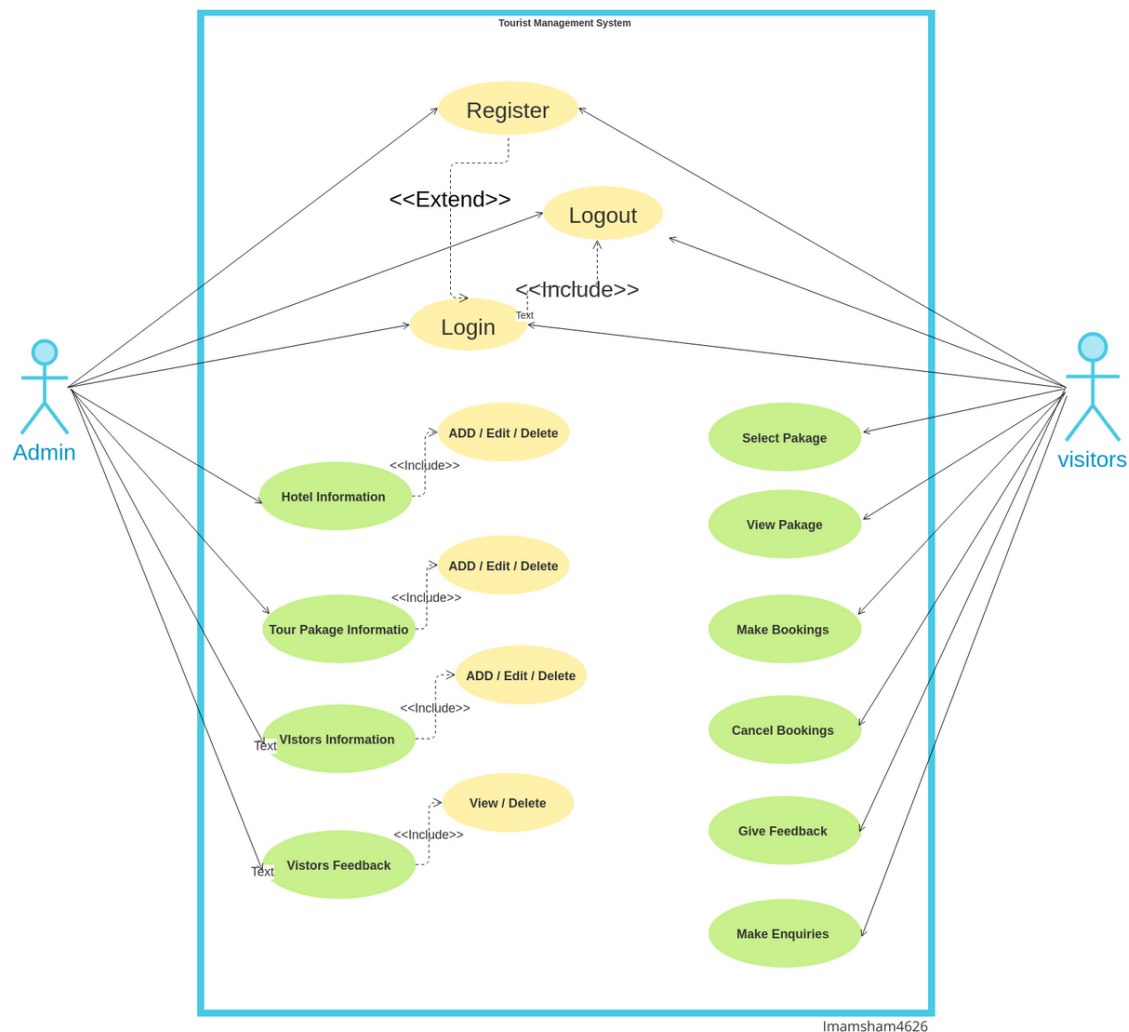 Tourist Management System
Register
<<Extend>>
Logout
<<Include>>
Text
Login
Admin
visitors
ADD / Edit / Delete
<<Include>>
Hotel Information
Select Pakage
View Pakage
ADD / Edit / Delete
<<Include>>
Tour Pakage Informatio
Make Bookings
ADD / Edit / Delete
<<Include>>
Text
VIstors Information
Cancel Bookings
View / Delete
<<Include>>
Text
Vistors Feedback
Give Feedback
Make Enquiries
Imamsham4626